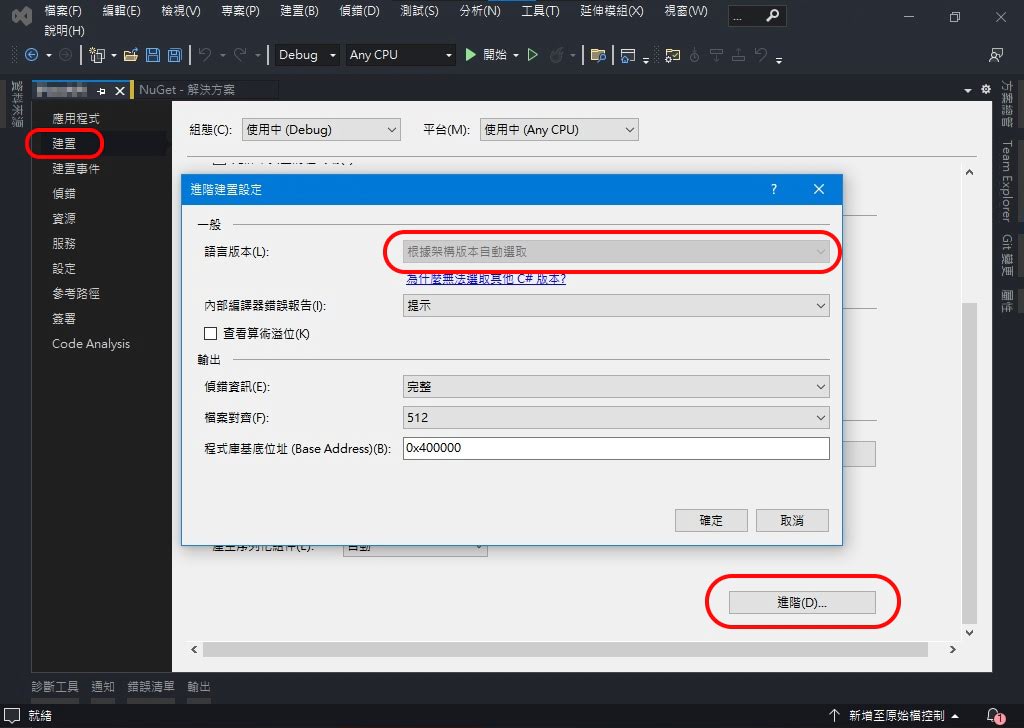 檔案(F) 編輯(E) 檢視(V) 專案(P) 建置(B) 偵錯(D) 測試(S) 分析(N) 工具(T) 延伸模組(X) 視窗(W) ...
說明(H)
Debug Any CPU 開始
NuGet - 解決方案
資料來源
應用程式
建置
建置事件
偵錯
資源
服務
設定
參考路徑
簽署
Code Analysis
組態(C): 使用中 (Debug) 平台(M): 使用中 (Any CPU)
進階建置設定 ?
一般
語言版本(L): 根據架構版本自動選取
為什麼無法選取其他 C# 版本?
內部編譯器錯誤報告(I): 提示
查看算術溢位(K)
輸出
偵錯資訊(E): 完整
檔案對齊(F): 512
程式庫基底位址 (Base Address)(B): 0x400000
確定 取消
產生序列化組件(E): 自動
進階(D)...
方案總管
Team Explorer
Git 變更
屬性
診斷工具 通知 錯誤清單 輸出
就緒 新增至原始檔控制 1